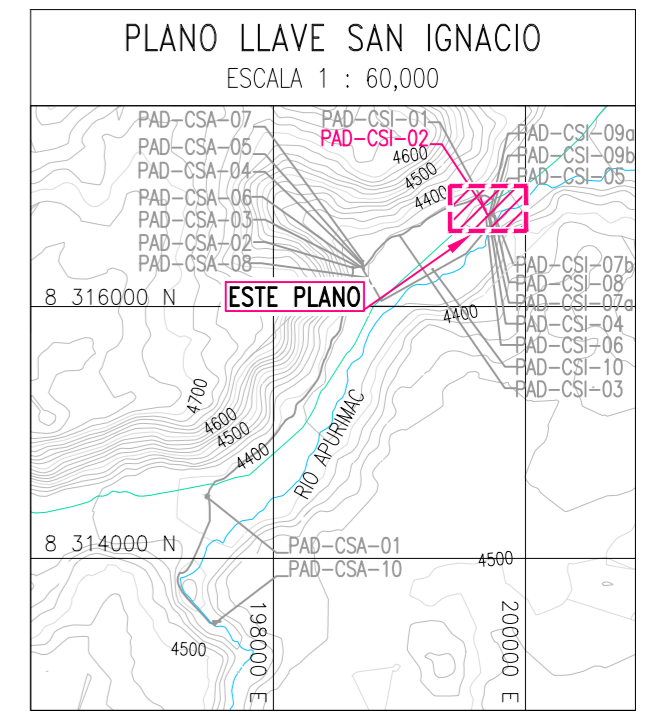 PLANO LLAVE SAN IGNACIO
ESCALA 1 : 60,000
PAD-CSA-07
PAD-CSA-05
PAD-CSA-04
PAD-CSA-06
PAD-CSA-03
PAD-CSA-02
PAD-CSA-08
PAD-CSI-01
PAD-CSI-02
4600
4500
4400
PAD-CSI-09a
PAD-CSI-09b
PAD-CSI-05
PAD-CSI-07b
PAD-CSI-08
PAD-CSI-07a
PAD-CSI-04
PAD-CSI-06
PAD-CSI-10
PAD-CSI-03
8 316000 N
ESTE PLANO
4400
4700
4600
4500
4400
RIO APURIMAC
8 314000 N
PAD-CSA-01
PAD-CSA-10
4500
4500
198000 E
200000 E